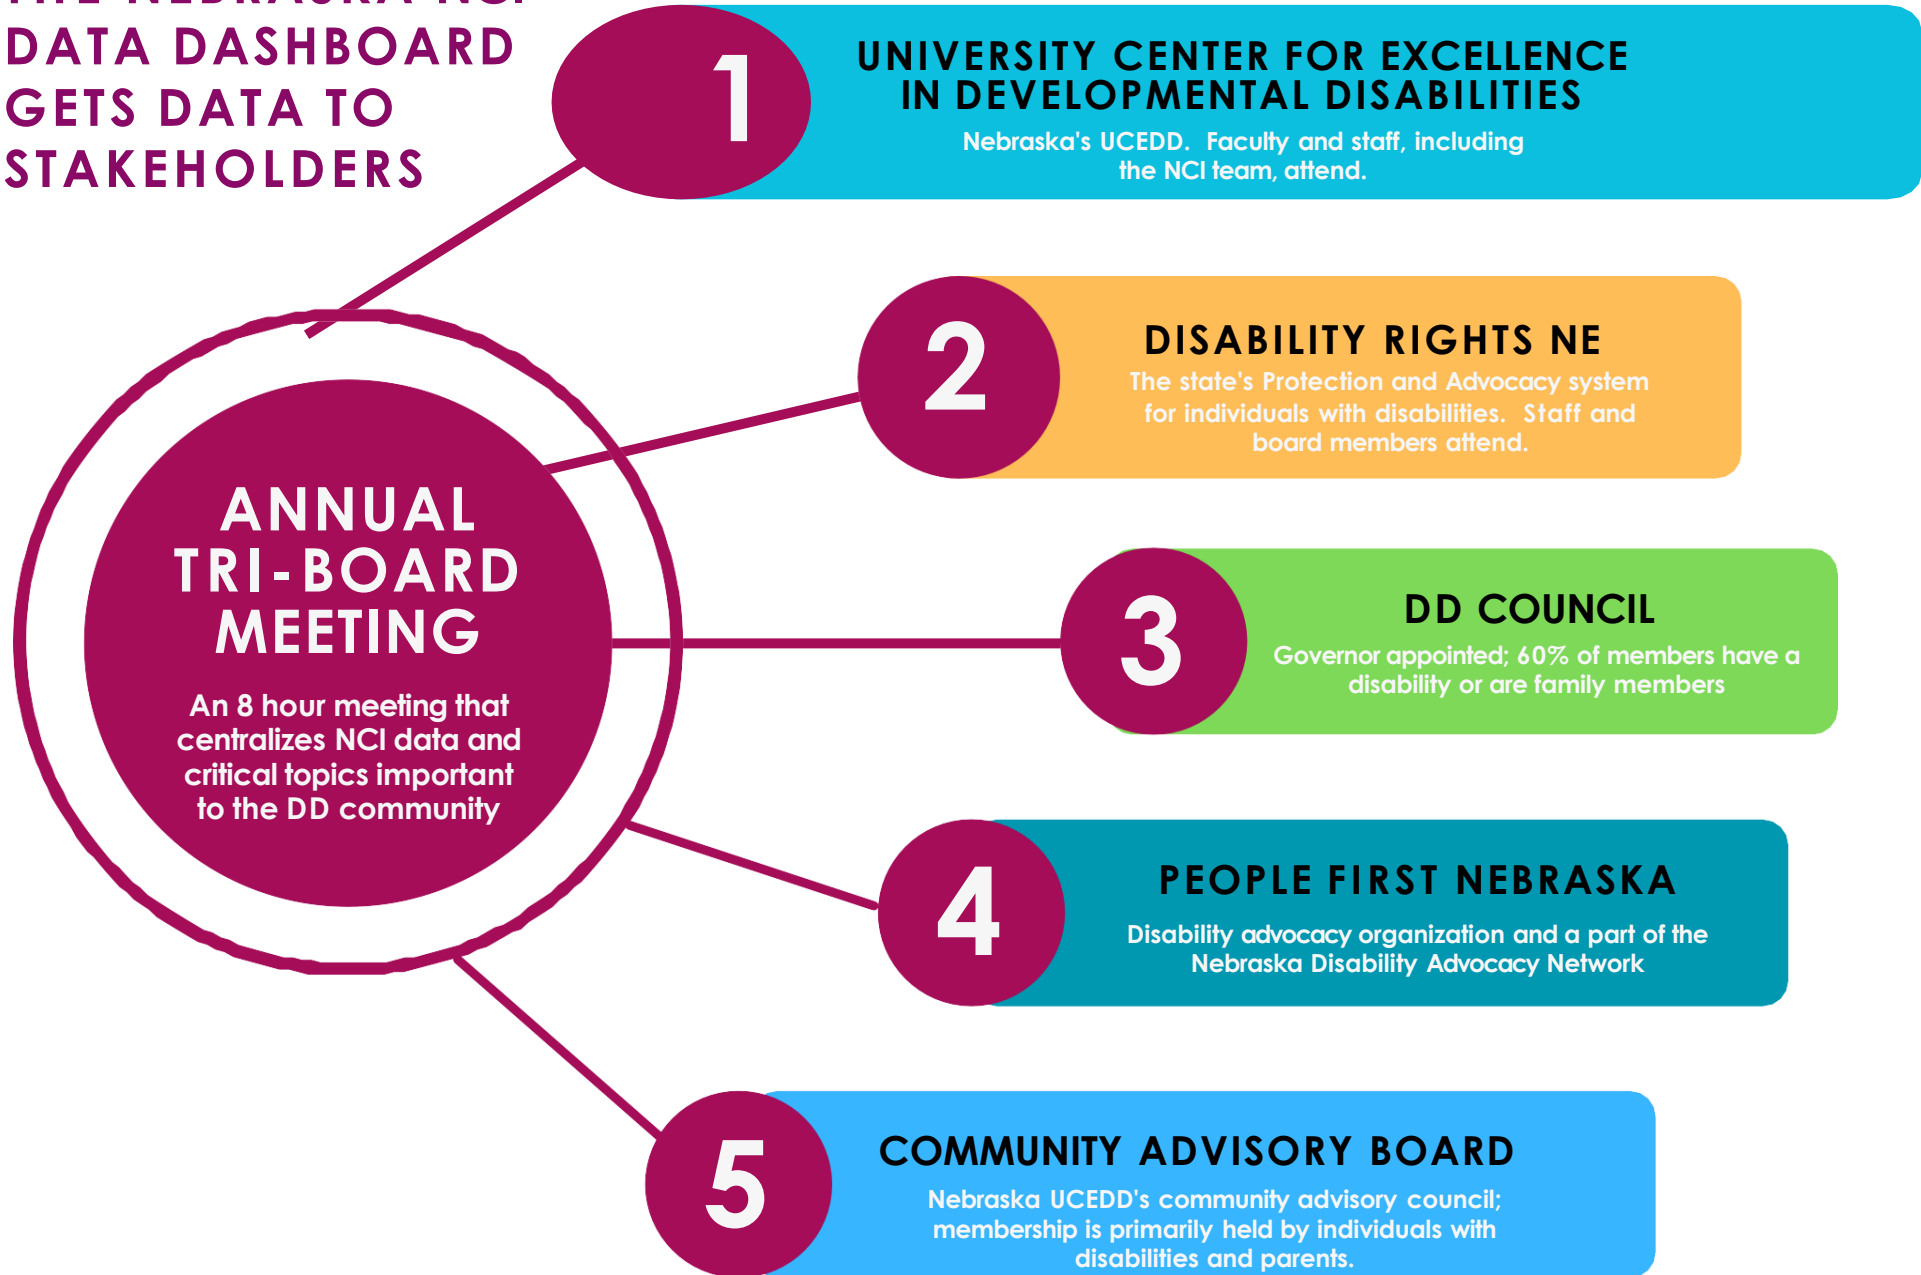 THE NEBRASKA NCI
DATA DASHBOARD
GETS DATA TO
STAKEHOLDERS
1
UNIVERSITY CENTER FOR EXCELLENCE
IN DEVELOPMENTAL DISABILITIES
Nebraska's UCEDD. Faculty and staff, including
the NCI team, attend.
2
DISABILITY RIGHTS NE
The state's Protection and Advocacy system
for individuals with disabilities. Staff and
board members attend.
ANNUAL
TRI-BOARD
MEETING
An 8 hour meeting that
centralizes NCI data and
critical topics important
to the DD community
3
DD COUNCIL
Governor appointed; 60% of members have a
disability or are family members
4
PEOPLE FIRST NEBRASKA
Disability advocacy organization and a part of the
Nebraska Disability Advocacy Network
5
COMMUNITY ADVISORY BOARD
Nebraska UCEDD's community advisory council;
membership is primarily held by individuals with
disabilities and parents.